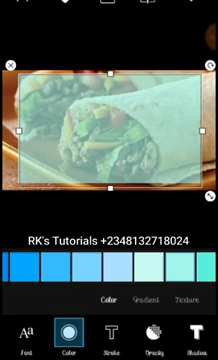 RK's Tutorials +2348132718024
Color Gradient Texture
Font Color Stroke Opacity Shadow